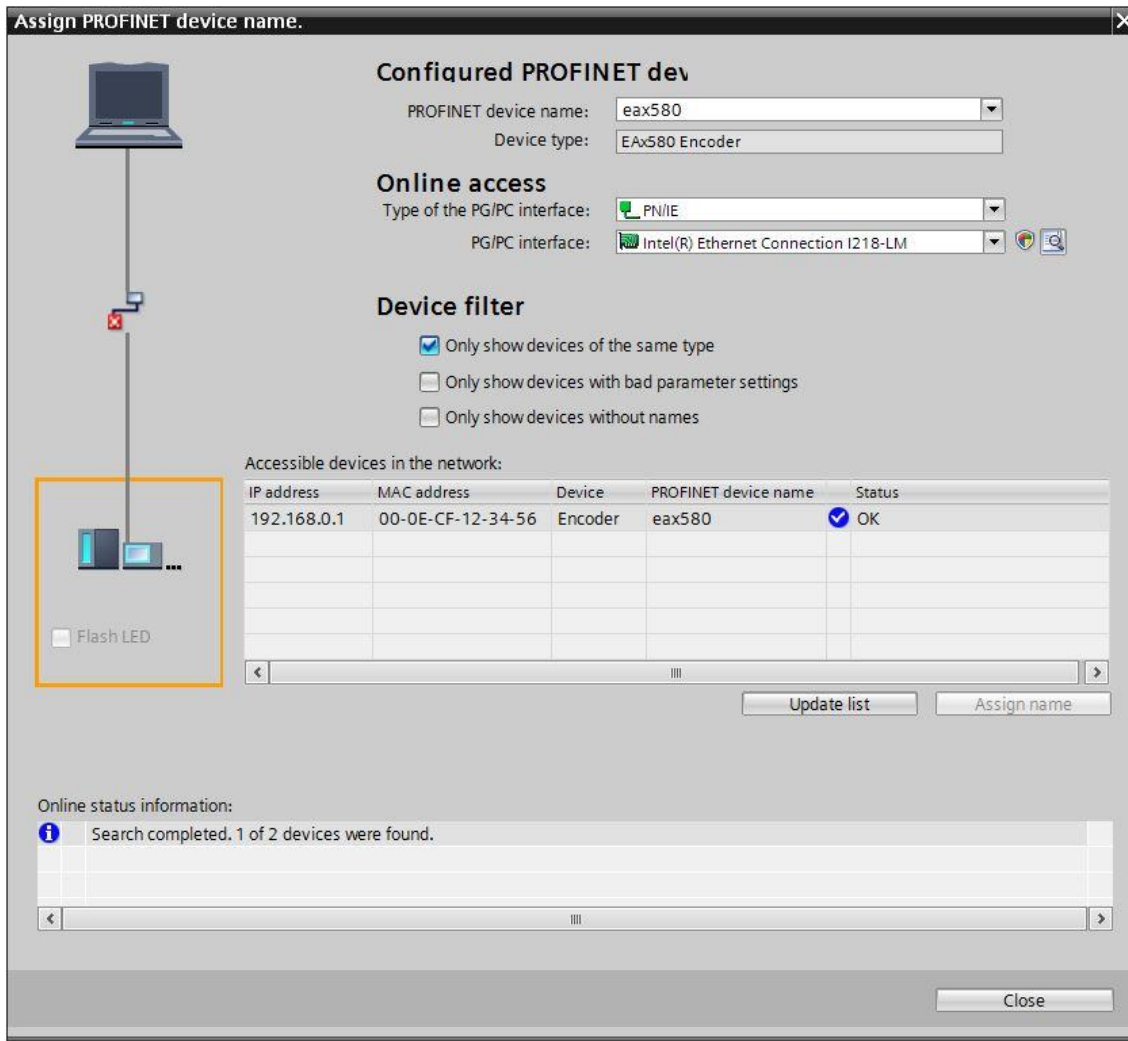 Assign PROFINET device name.
Configured PROFINET dev
PROFINET device name: eax580
Device type: EAx580 Encoder
Online access
Type of the PG/PC interface: PN/IE
PG/PC interface: Intel(R) Ethernet Connection I218-LM
Device filter
Only show devices of the same type
Only show devices with bad parameter settings
Only show devices without names
Accessible devices in the network:
IP address MAC address Device PROFINET device name Status
192.168.0.1 00-0E-CF-12-34-56 Encoder eax580 OK
...
Flash LED
Update list Assign name
Online status information:
Search completed. 1 of 2 devices were found.
Close